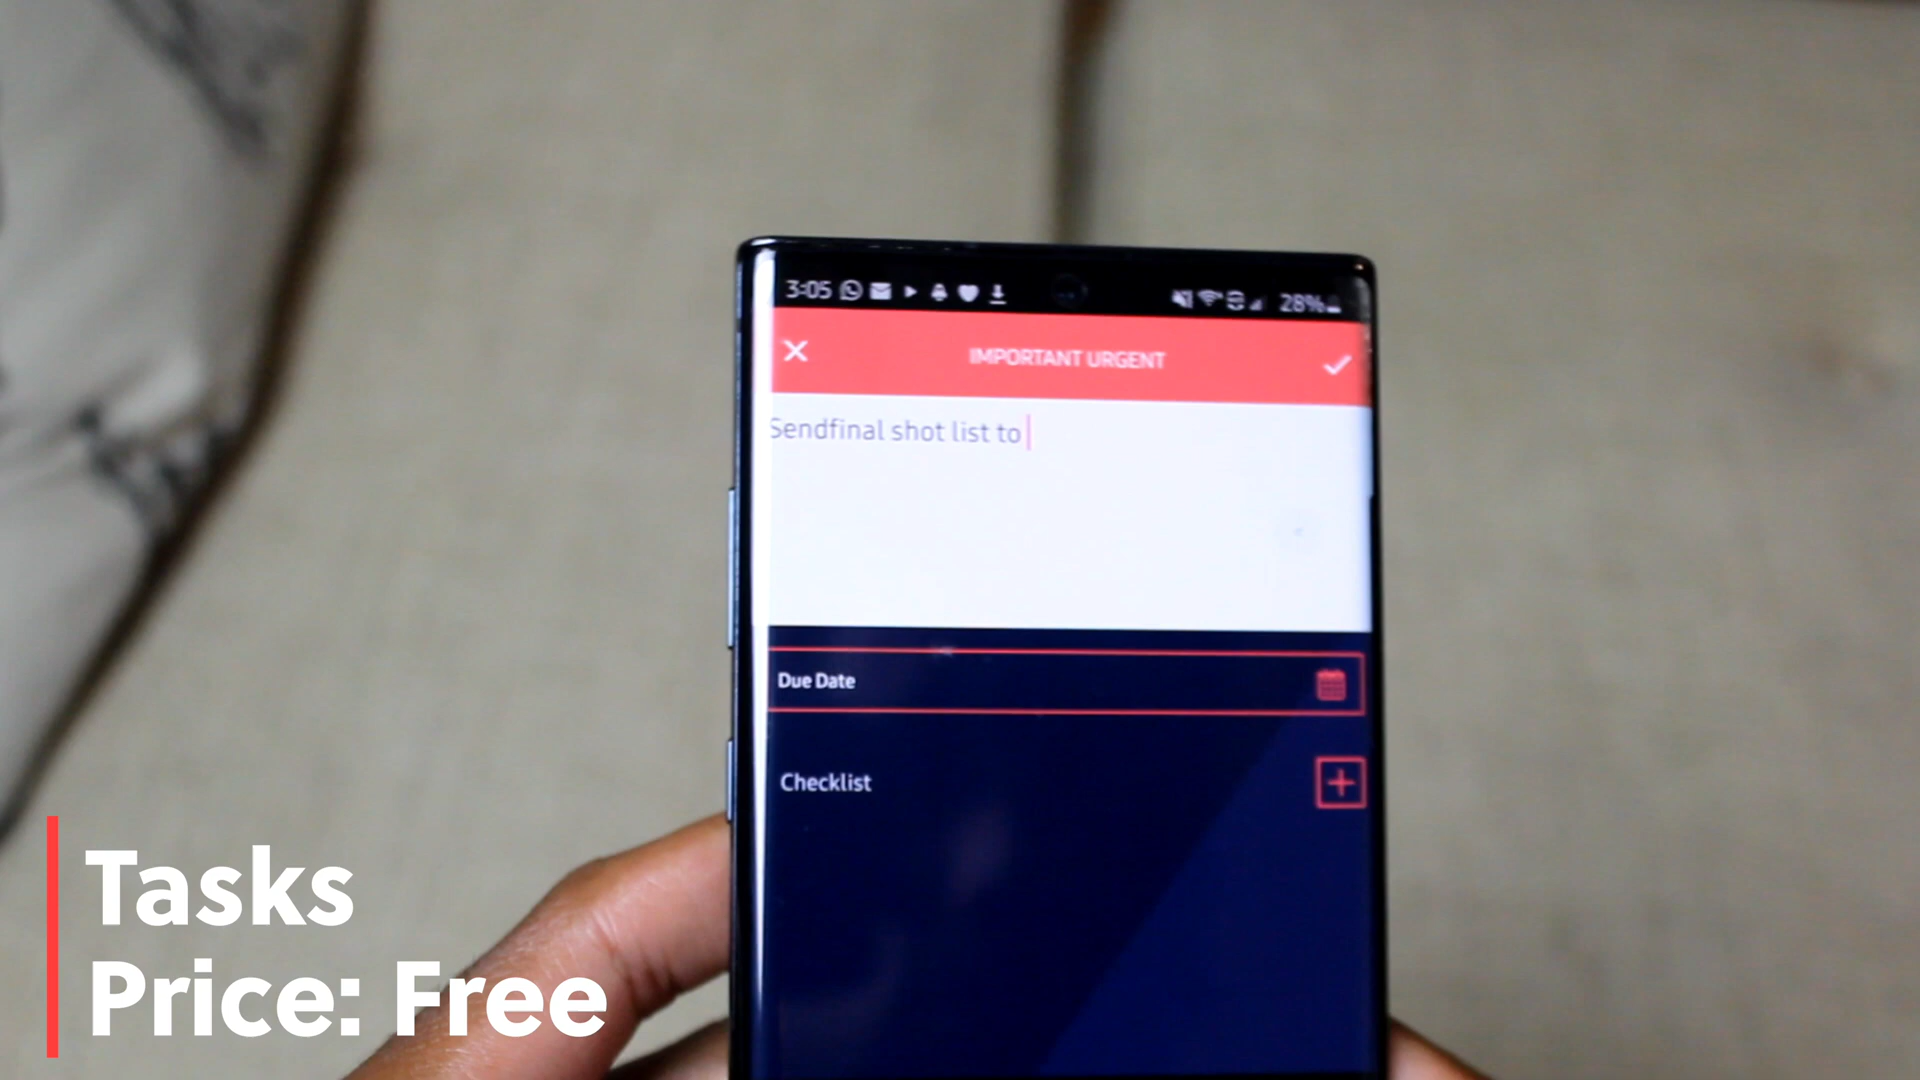 3:05 28%
IMPORTANT URGENT
Sendfinal shot list to
Due Date
Checklist
Tasks
Price: Free